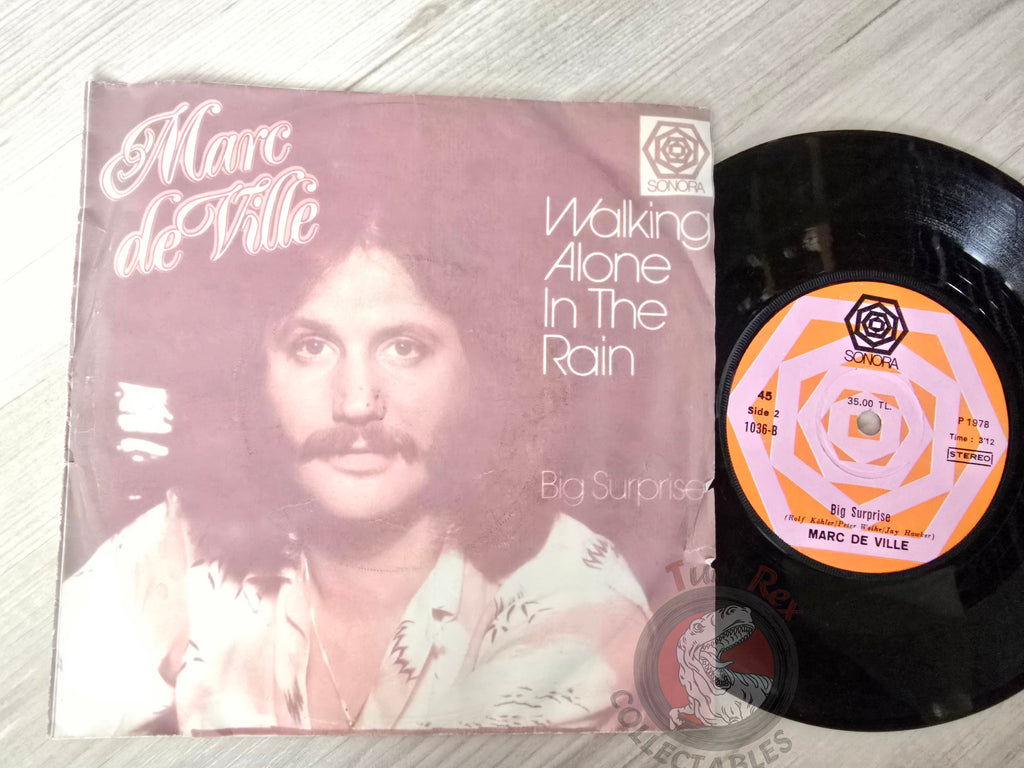 Marc
de Ville
SONORA
Walking
Alone
In The
Rain
Big Surprise
SONORA
45
Side 2
1036-B
35.00 TL.
P 1978
Time : 3'12
STEREO
Big Surprise
(Rolf Köhler/Peter Weihe/Jay Hawker)
MARC DE VILLE
Rex
COLLECTABLES